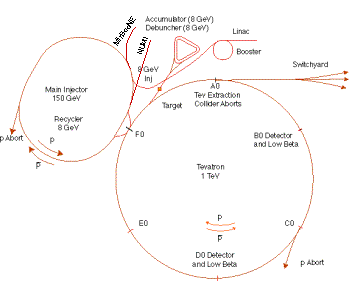 MiniBooNE
NUMI
Accumulator (8 GeV)
Debuncher (8 GeV)
Linac
Booster
8 GeV
Inj
Switchyard
A0
Tev Extraction
Collider Aborts
Target
Main Injector
150 GeV
Recycler
8 GeV
F0
B0 Detector
and Low Beta
p Abort
p
p̅
Tevatron
1 TeV
E0
p
p̅
C0
p Abort
D0 Detector
and Low Beta